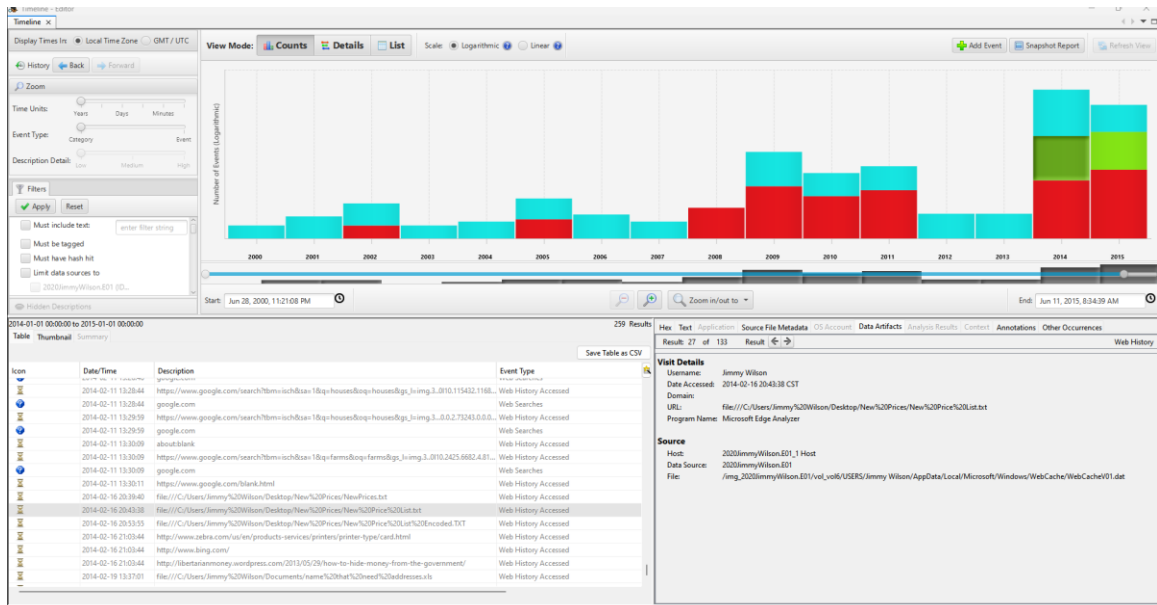 Timeline - Editor
Timeline
Display Times In: Local Time Zone GMT / UTC
View Mode: Counts Details List Scale: Logarithmic Linear
Add Event Snapshot Report Refresh View
History Back Forward
Zoom
Time Units:
Years Days Minutes
Event Type:
Category Event
Description Detail:
Low Medium High
Filters
Apply Reset
Must include text: enter filter string
Must be tagged
Must have hash hit
Limit data sources to
2020JimmyWilson.E01 (ID...
Hidden Descriptions
Number of Events (Logarithmic)
2000 2001 2002 2003 2004 2005 2006 2007 2008 2009 2010 2011 2012 2013 2014 2015
Start: Jun 28, 2000, 11:21:08 PM Zoom in/out to End: Jun 11, 2015, 8:34:39 AM
2014-01-01 00:00:00 to 2015-01-01 00:00:00 259 Results
Table Thumbnail Summary
Save Table as CSV
Icon Date/Time Description Event Type
2014-02-11 13:28:44 https://www.google.com/search?tbm=isch&sa=1&q=houses&oq=houses&gs_l=img.3..0l10.115432.1168... Web History Accessed
2014-02-11 13:28:44 google.com Web Searches
2014-02-11 13:29:59 https://www.google.com/search?tbm=isch&sa=1&q=houses&oq=houses&gs_l=img.3...0.0.2.75243.0.0.0... Web History Accessed
2014-02-11 13:29:59 google.com Web Searches
2014-02-11 13:30:09 about:blank Web History Accessed
2014-02-11 13:30:09 https://www.google.com/search?tbm=isch&sa=1&q=farms&oq=farms&gs_l=img.3..0l10.2425.6682.4.81... Web History Accessed
2014-02-11 13:30:09 google.com Web Searches
2014-02-11 13:30:11 https://www.google.com/blank.html Web History Accessed
2014-02-16 20:39:40 file:///C:/Users/Jimmy%20Wilson/Desktop/New%20Prices/NewPrices.txt Web History Accessed
2014-02-16 20:43:38 file:///C:/Users/Jimmy%20Wilson/Desktop/New%20Prices/New%20Price%20List.txt Web History Accessed
2014-02-16 20:53:55 file:///C:/Users/Jimmy%20Wilson/Desktop/New%20Prices/New%20Price%20List%20Encoded.TXT Web History Accessed
2014-02-16 21:03:44 http://www.zebra.com/us/en/products-services/printers/printer-type/card.html Web History Accessed
2014-02-16 21:03:44 http://www.bing.com/ Web History Accessed
2014-02-16 21:03:44 http://libertarianmoney.wordpress.com/2013/05/29/how-to-hide-money-from-the-government/ Web History Accessed
2014-02-19 13:37:01 file:///C:/Users/Jimmy%20Wilson/Documents/name%20that%20need%20addresses.xls Web History Accessed
Hex Text Application Source File Metadata OS Account Data Artifacts Analysis Results Context Annotations Other Occurrences
Result: 27 of 133 Result Web History
Visit Details
Username: Jimmy Wilson
Date Accessed: 2014-02-16 20:43:38 CST
Domain:
URL: file:///C:/Users/Jimmy%20Wilson/Desktop/New%20Prices/New%20Price%20List.txt
Program Name: Microsoft Edge Analyzer
Source
Host: 2020JimmyWilson.E01_1 Host
Data Source: 2020JimmyWilson.E01
File: /img_2020JimmyWilson.E01/vol_vol6/USERS/Jimmy Wilson/AppData/Local/Microsoft/Windows/WebCache/WebCacheV01.dat